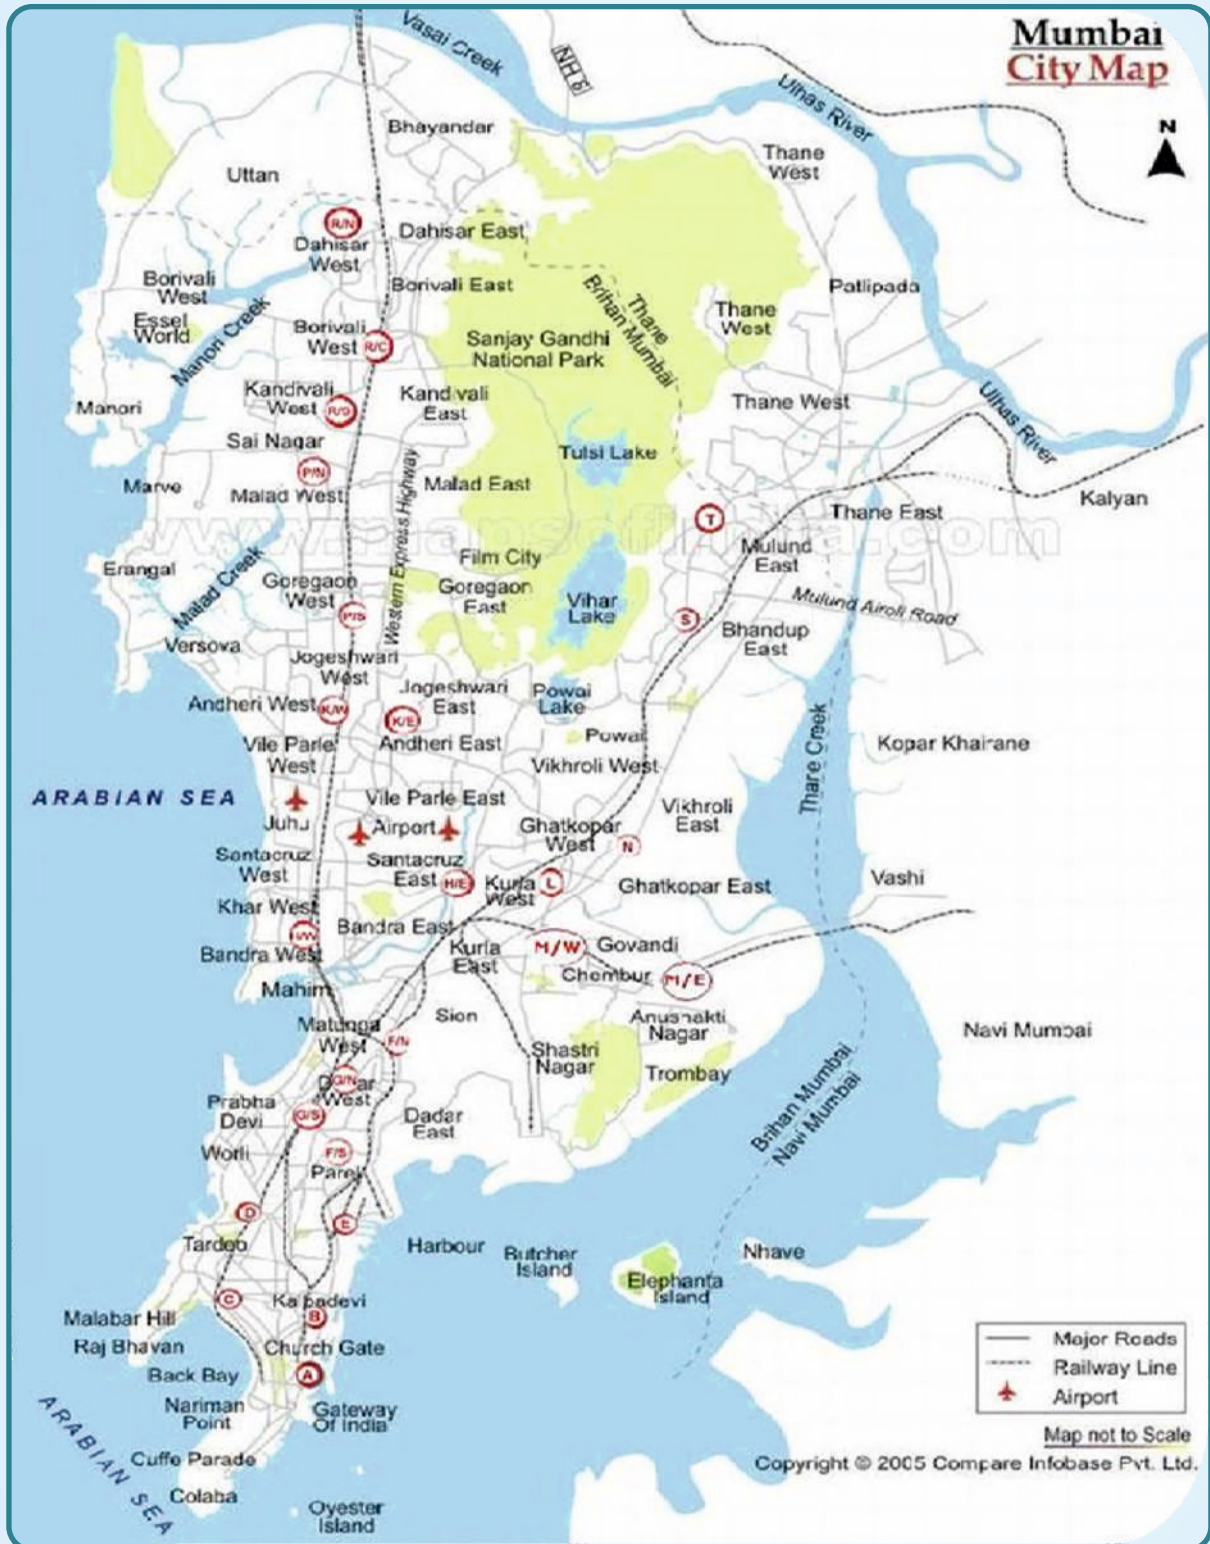 Mumbai
City Map
N
Vasai Creek
NH 6
Ulhas River
Bhayandar
Thane
West
Uttan
R/N
Dahisar
West
Dahisar East
Borivali
West
Borivali East
Patlipada
Essel
World
Manon Creek
Borivali
West
R/C
Sanjay Gandhi
National Park
Thane
Brihan Mumbai
Thane
West
Kandivali
West
Kandivali
East
Manori
Thane West
Ulhas River
Sai Nagar
P/N
Tulsi Lake
Marve
Malad West
Malad East
Western Express Highway
Kalyan
T
Thane East
www.mapsofindia.com
Mulund
East
Film City
Erangal
Malad Creek
Goregaon
West
Goregaon
East
P/S
Vihar
Lake
S
Mulund Airoli Road
Bhandup
East
Versova
Jogeshwari
West
Jogeshwari
East
Powai
Lake
Andheri West
K/W
K/E
Andheri East
Powai
Thane Creek
Kopar Khairane
Vile Parle
West
Vikhroli West
ARABIAN SEA
Juhu
Vile Parle East
Airport
Vikhroli
East
Ghatkopar
West
N
Santacruz
West
Santacruz
East
H/E
Kurla
West
L
Ghatkopar East
Vashi
Khar West
Bandra East
Bandra West
Kurla
East
M/W
Govandi
Chembur
M/E
Mahim
Matunga
West
Sion
F/N
Anushakti
Nagar
Navi Mumbai
Shastri
Nagar
Trombay
Brihan Mumbai
Navi Mumbai
G/N
Dadar
West
Prabha
Devi
G/S
Dadar
East
Worli
F/S
Parel
D
E
Tardeo
Harbour
Butcher
Island
Elephanta
Island
Nhave
C
Kalbadevi
B
Malabar Hill
Raj Bhavan
Church Gate
Back Bay
A
Nariman
Point
Gateway
Of India
ARABIAN SEA
Cuffe Parade
Colaba
Oyester
Island
Major Roads
Railway Line
Airport
Map not to Scale
Copyright © 2005 Compare Infobase Pvt. Ltd.